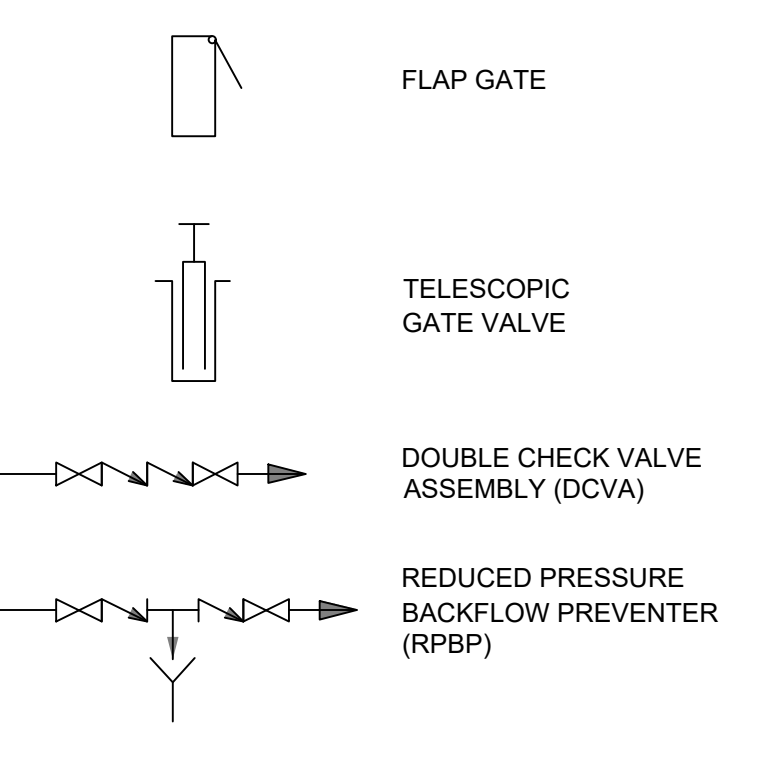 FLAP GATE
TELESCOPIC
GATE VALVE
DOUBLE CHECK VALVE
ASSEMBLY (DCVA)
REDUCED PRESSURE
BACKFLOW PREVENTER
(RPBP)